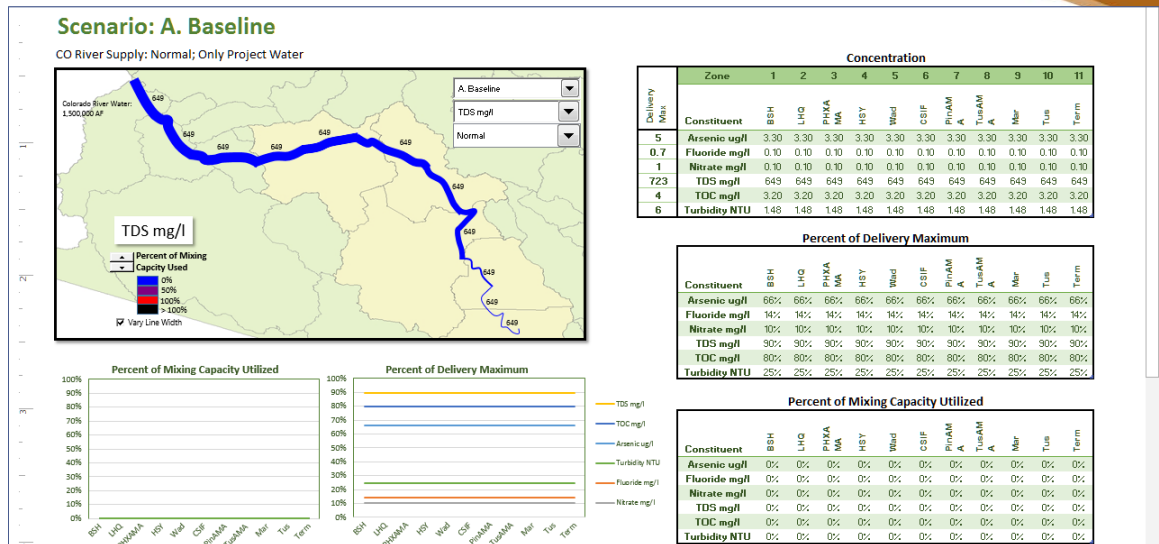 Scenario: A. Baseline
CO River Supply: Normal; Only Project Water
Colorado River Water:
1,500,000 AF
A. Baseline
TDS mg/l
Normal
649
649
649
649
649
649
649
649
649
649
649
TDS mg/l
Percent of Mixing
Capcity Used
0%
50%
100%
> 100%
Vary Line Width
Concentration
Delivery Max
Zone 1 2 3 4 5 6 7 8 9 10 11
Constituent BSH LHQ PHXAMA HSY Wad CSIF PinAMA TusAMA Mar Tus Term
5 Arsenic ug/l 3.30 3.30 3.30 3.30 3.30 3.30 3.30 3.30 3.30 3.30 3.30
0.7 Fluoride mg/l 0.10 0.10 0.10 0.10 0.10 0.10 0.10 0.10 0.10 0.10 0.10
1 Nitrate mg/l 0.10 0.10 0.10 0.10 0.10 0.10 0.10 0.10 0.10 0.10 0.10
723 TDS mg/l 649 649 649 649 649 649 649 649 649 649 649
4 TOC mg/l 3.20 3.20 3.20 3.20 3.20 3.20 3.20 3.20 3.20 3.20 3.20
6 Turbidity NTU 1.48 1.48 1.48 1.48 1.48 1.48 1.48 1.48 1.48 1.48 1.48
Percent of Delivery Maximum
Constituent BSH LHQ PHXAMA HSY Wad CSIF PinAMA TusAMA Mar Tus Term
Arsenic ug/l 66% 66% 66% 66% 66% 66% 66% 66% 66% 66% 66%
Fluoride mg/l 14% 14% 14% 14% 14% 14% 14% 14% 14% 14% 14%
Nitrate mg/l 10% 10% 10% 10% 10% 10% 10% 10% 10% 10% 10%
TDS mg/l 90% 90% 90% 90% 90% 90% 90% 90% 90% 90% 90%
TOC mg/l 80% 80% 80% 80% 80% 80% 80% 80% 80% 80% 80%
Turbidity NTU 25% 25% 25% 25% 25% 25% 25% 25% 25% 25% 25%
Percent of Mixing Capacity Utilized
Constituent BSH LHQ PHXAMA HSY Wad CSIF PinAMA TusAMA Mar Tus Term
Arsenic ug/l 0% 0% 0% 0% 0% 0% 0% 0% 0% 0% 0%
Fluoride mg/l 0% 0% 0% 0% 0% 0% 0% 0% 0% 0% 0%
Nitrate mg/l 0% 0% 0% 0% 0% 0% 0% 0% 0% 0% 0%
TDS mg/l 0% 0% 0% 0% 0% 0% 0% 0% 0% 0% 0%
TOC mg/l 0% 0% 0% 0% 0% 0% 0% 0% 0% 0% 0%
Turbidity NTU 0% 0% 0% 0% 0% 0% 0% 0% 0% 0% 0%
Percent of Mixing Capacity Utilized
100%
90%
80%
70%
60%
50%
40%
30%
20%
10%
0%
BSH LHQ PHXAMA HSY Wad CSIF PinAMA TusAMA Mar Tus Term
Percent of Delivery Maximum
100%
90%
80%
70%
60%
50%
40%
30%
20%
10%
0%
BSH LHQ PHXAMA HSY Wad CSIF PinAMA TusAMA Mar Tus Term
TDS mg/l
TOC mg/l
Arsenic ug/l
Turbidity NTU
Fluoride mg/l
Nitrate mg/l
1
2
3